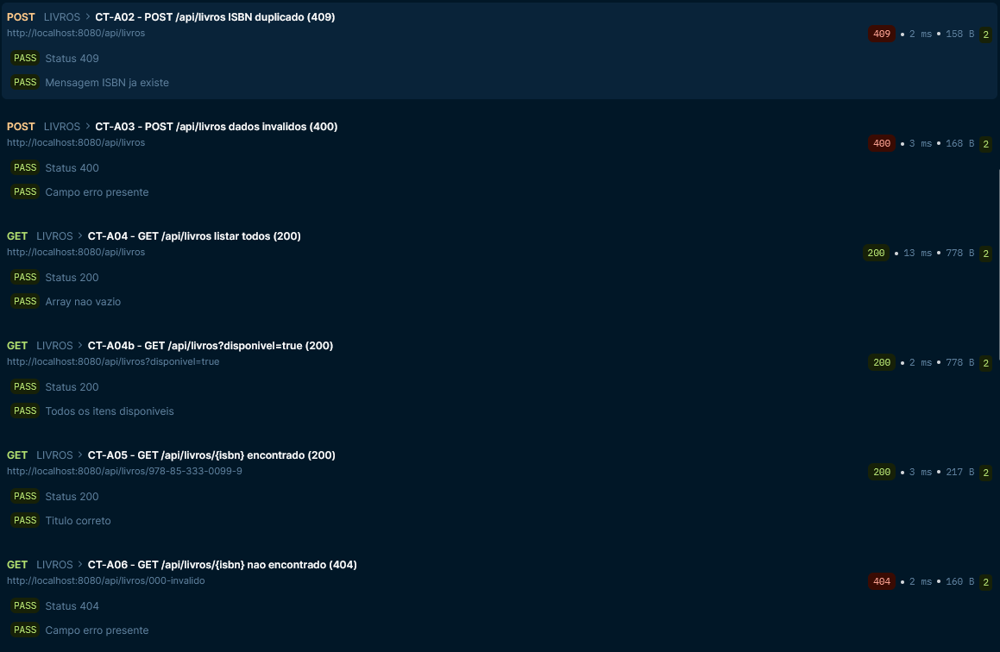 POST LIVROS > CT-A02 - POST /api/livros ISBN duplicado (409)
http://localhost:8080/api/livros
409 • 2 ms • 158 B 2
PASS Status 409
PASS Mensagem ISBN ja existe
POST LIVROS > CT-A03 - POST /api/livros dados invalidos (400)
http://localhost:8080/api/livros
400 • 3 ms • 168 B 2
PASS Status 400
PASS Campo erro presente
GET LIVROS > CT-A04 - GET /api/livros listar todos (200)
http://localhost:8080/api/livros
200 • 13 ms • 778 B 2
PASS Status 200
PASS Array nao vazio
GET LIVROS > CT-A04b - GET /api/livros?disponivel=true (200)
http://localhost:8080/api/livros?disponivel=true
200 • 2 ms • 778 B 2
PASS Status 200
PASS Todos os itens disponiveis
GET LIVROS > CT-A05 - GET /api/livros/{isbn} encontrado (200)
http://localhost:8080/api/livros/978-85-333-0099-9
200 • 3 ms • 217 B 2
PASS Status 200
PASS Titulo correto
GET LIVROS > CT-A06 - GET /api/livros/{isbn} nao encontrado (404)
http://localhost:8080/api/livros/000-invalido
404 • 2 ms • 160 B 2
PASS Status 404
PASS Campo erro presente